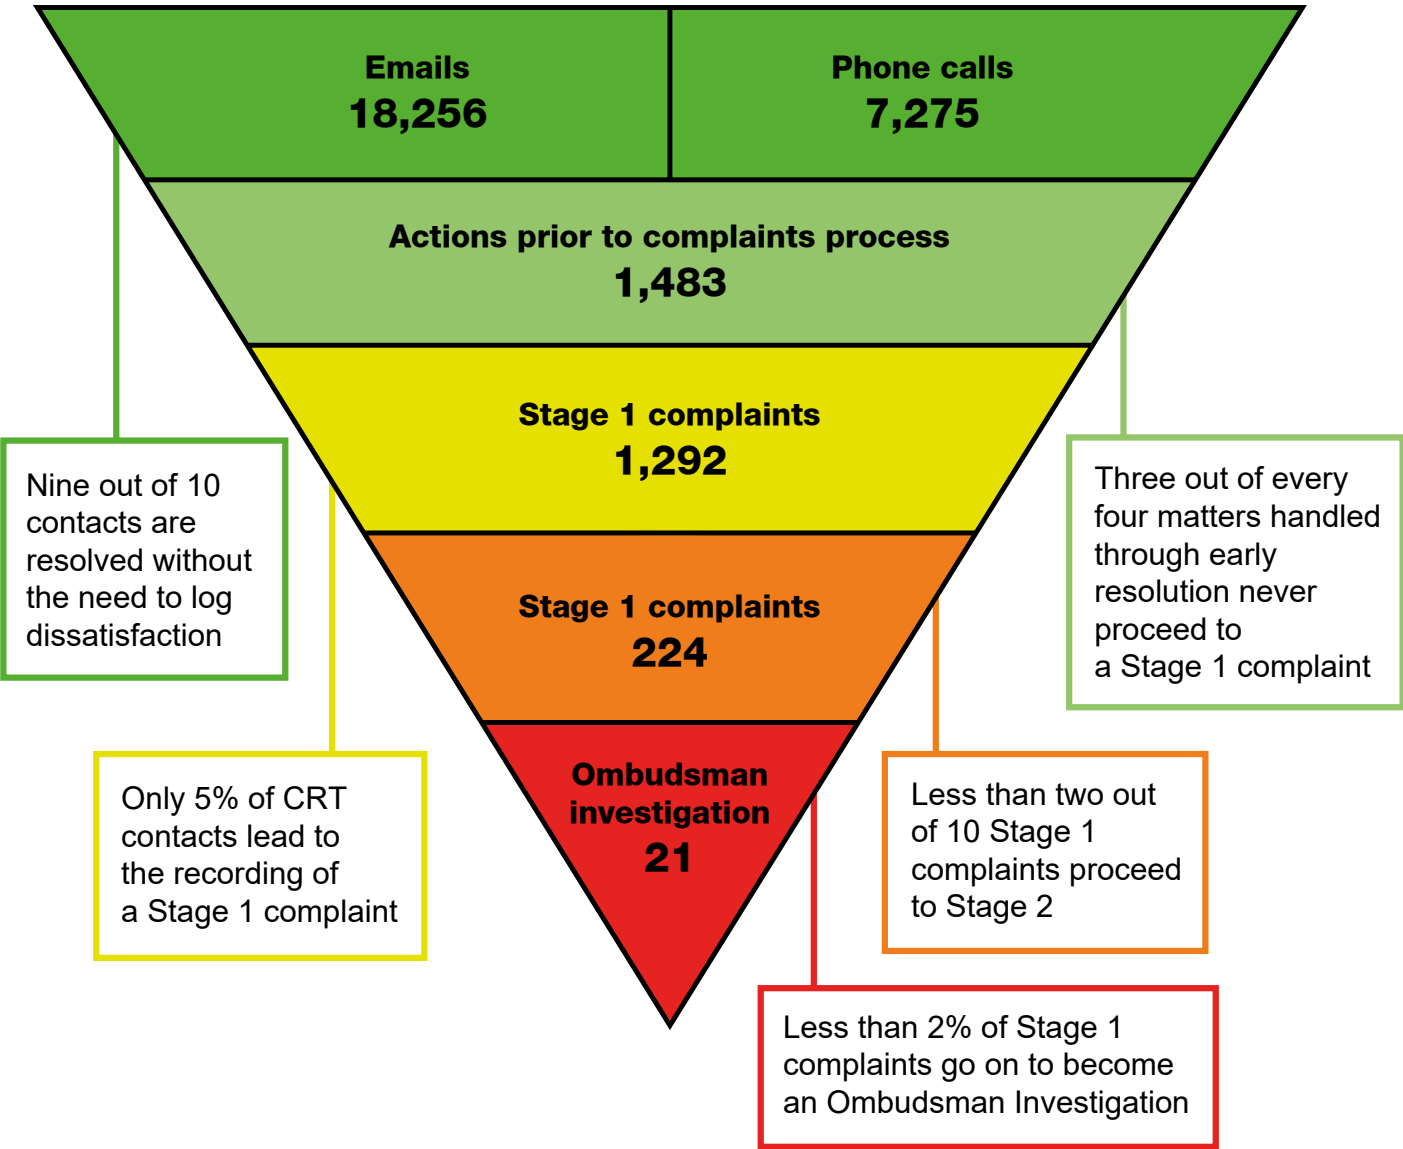 Emails
18,256
Phone calls
7,275
Actions prior to complaints process
1,483
Stage 1 complaints
1,292
Stage 1 complaints
224
Ombudsman
investigation
21
Nine out of 10
contacts are
resolved without
the need to log
dissatisfaction
Three out of every
four matters handled
through early
resolution never
proceed to
a Stage 1 complaint
Only 5% of CRT
contacts lead to
the recording of
a Stage 1 complaint
Less than two out
of 10 Stage 1
complaints proceed
to Stage 2
Less than 2% of Stage 1
complaints go on to become
an Ombudsman Investigation